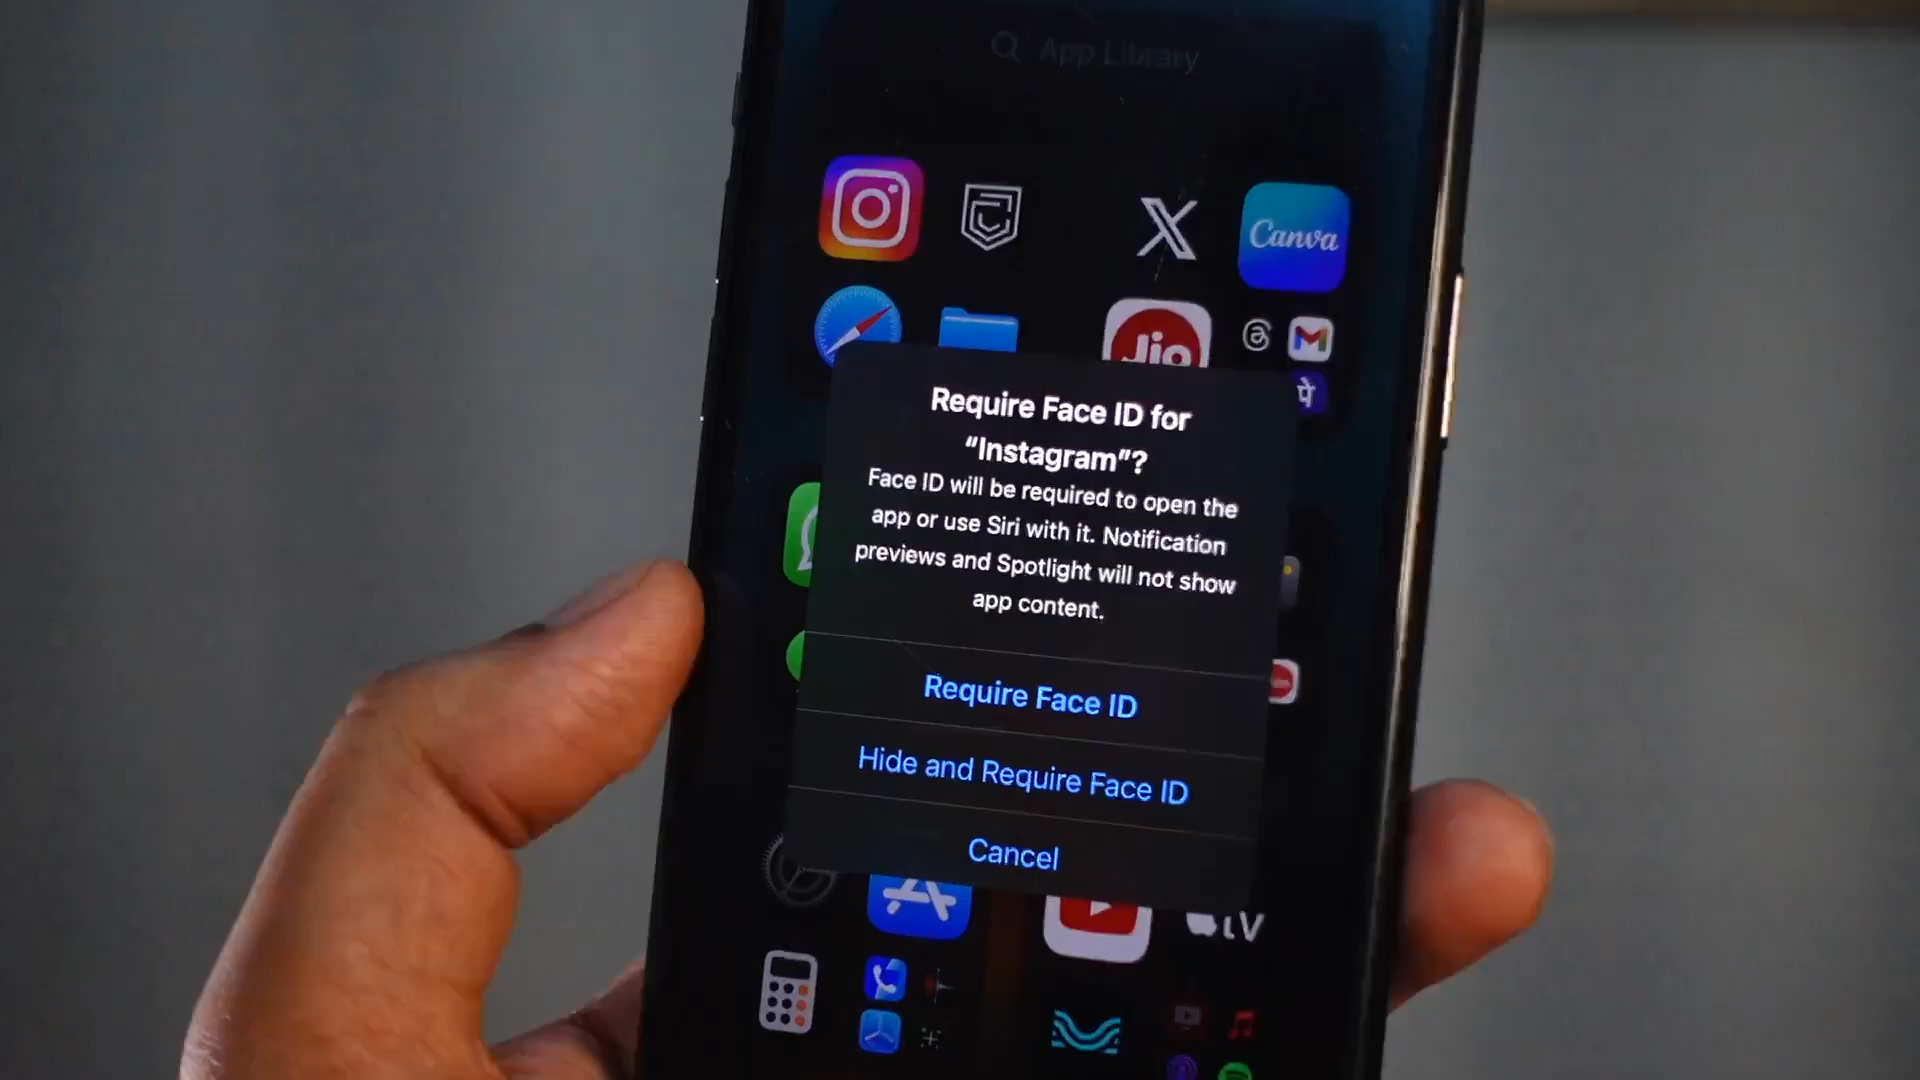 App Library
Canva
Jio
पे
Require Face ID for
“Instagram”?
Face ID will be required to open the
app or use Siri with it. Notification
previews and Spotlight will not show
app content.
Require Face ID
Hide and Require Face ID
Cancel
tv